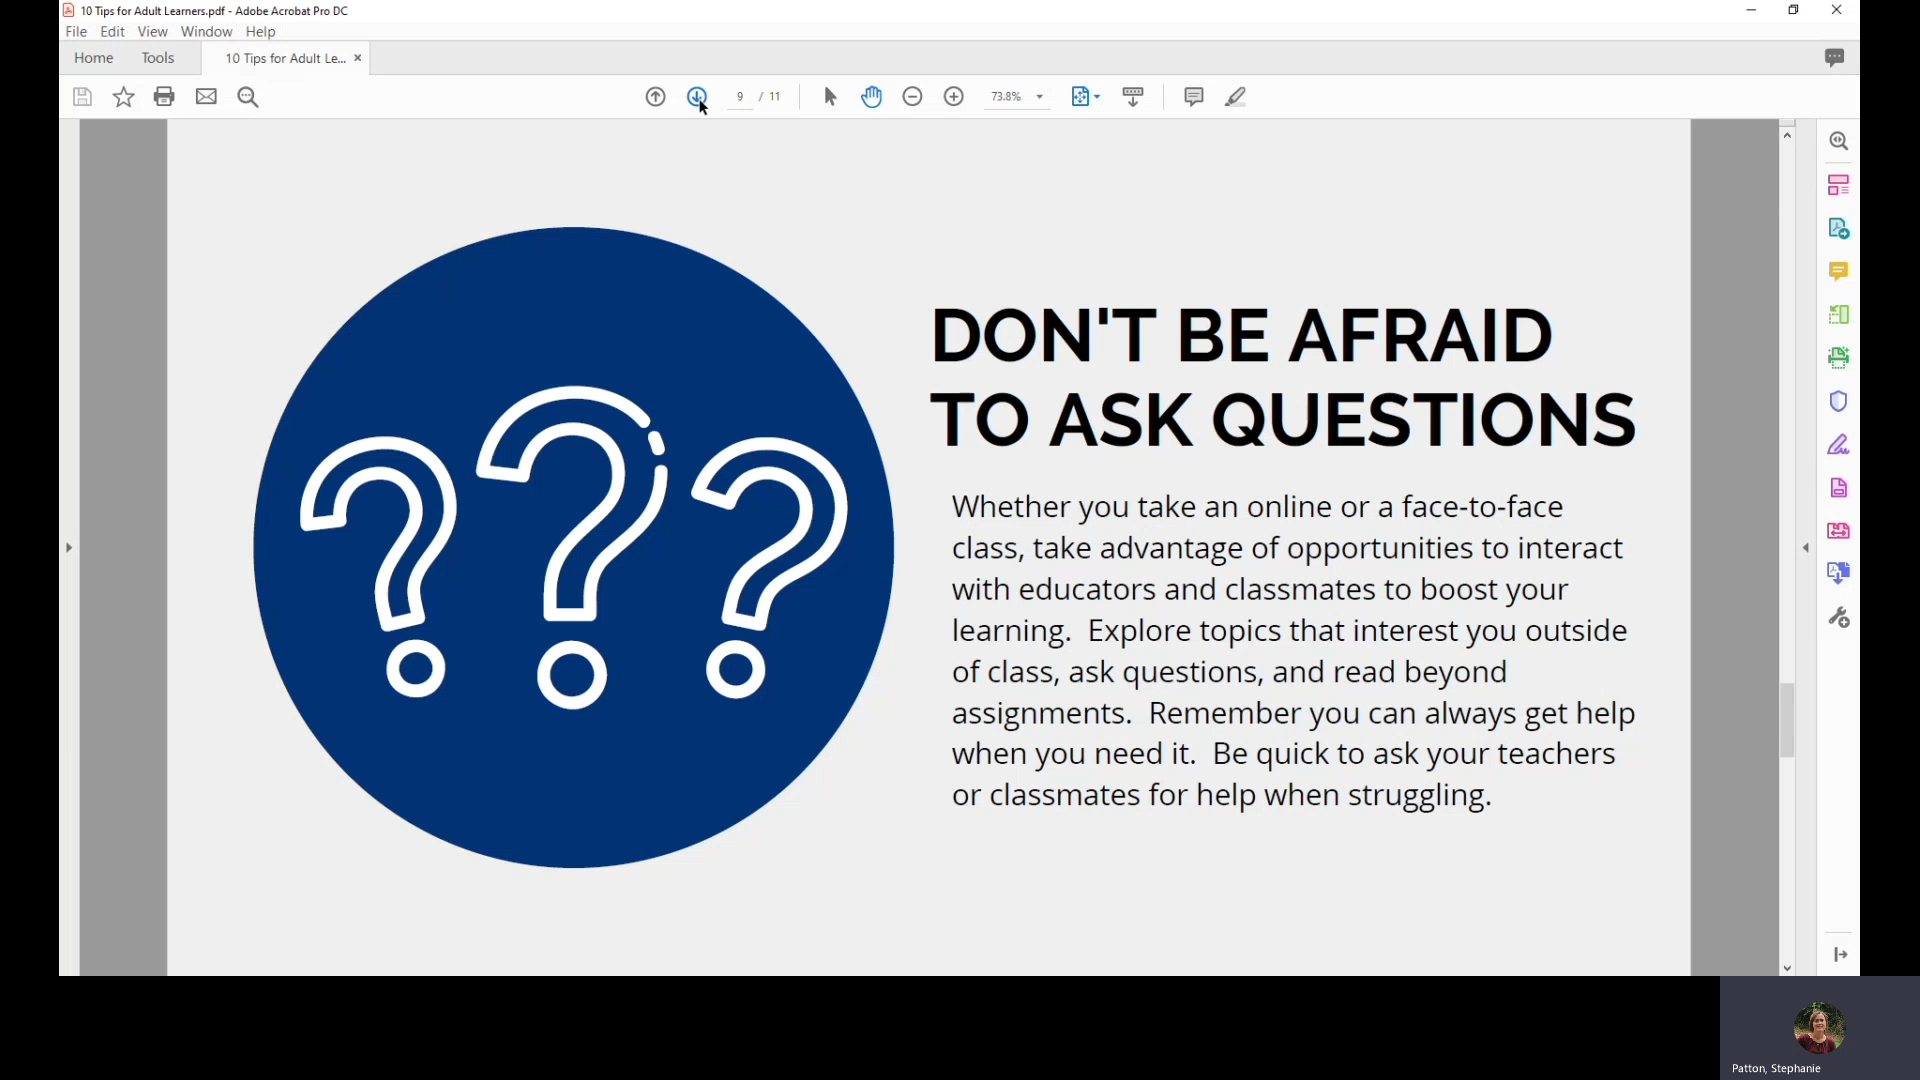 10 Tips for Adult Learners.pdf - Adobe Acrobat Pro DC
File Edit View Window Help
Home Tools 10 Tips for Adult Le... ×
9 / 11 73.8%
DON'T BE AFRAID
TO ASK QUESTIONS
Whether you take an online or a face-to-face
class, take advantage of opportunities to interact
with educators and classmates to boost your
learning.  Explore topics that interest you outside
of class, ask questions, and read beyond
assignments.  Remember you can always get help
when you need it.  Be quick to ask your teachers
or classmates for help when struggling.
Patton, Stephanie